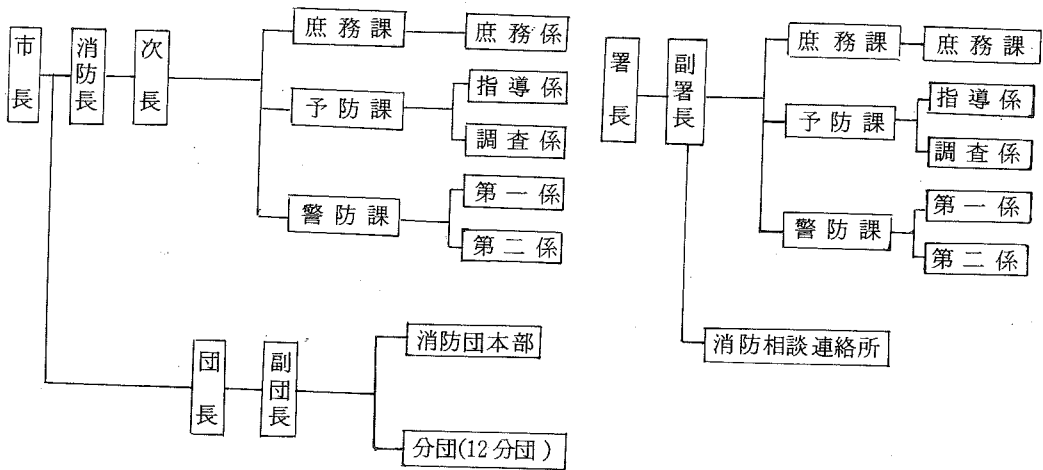 市長
消防長
次長
庶務課
庶務係
予防課
指導係
調査係
警防課
第一係
第二係
団長
副団長
消防団本部
分団(12分団)
署長
副署長
庶務課
庶務課
予防課
指導係
調査係
警防課
第一係
第二係
消防相談連絡所